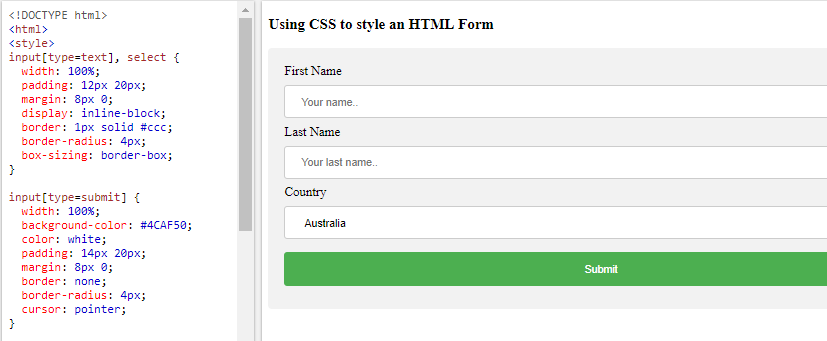 <!DOCTYPE html>
<html>
<style>
input[type=text], select {
  width: 100%;
  padding: 12px 20px;
  margin: 8px 0;
  display: inline-block;
  border: 1px solid #ccc;
  border-radius: 4px;
  box-sizing: border-box;
}

input[type=submit] {
  width: 100%;
  background-color: #4CAF50;
  color: white;
  padding: 14px 20px;
  margin: 8px 0;
  border: none;
  border-radius: 4px;
  cursor: pointer;
}
Using CSS to style an HTML Form
First Name
Your name..
Last Name
Your last name..
Country
Australia
Submit